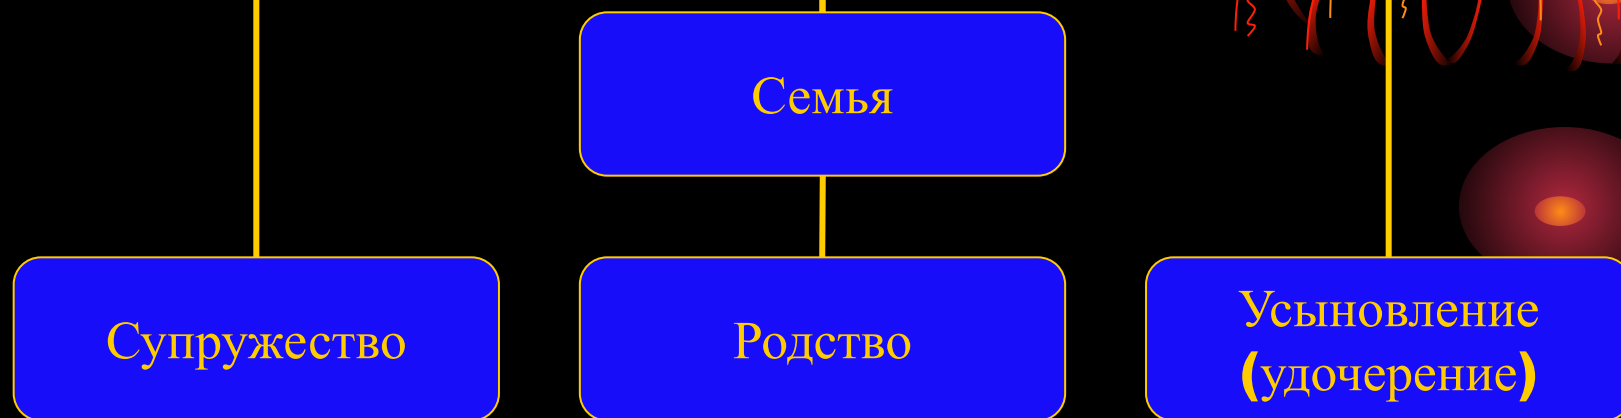 Семья
Супружество
Родство
Усыновление
(удочерение)